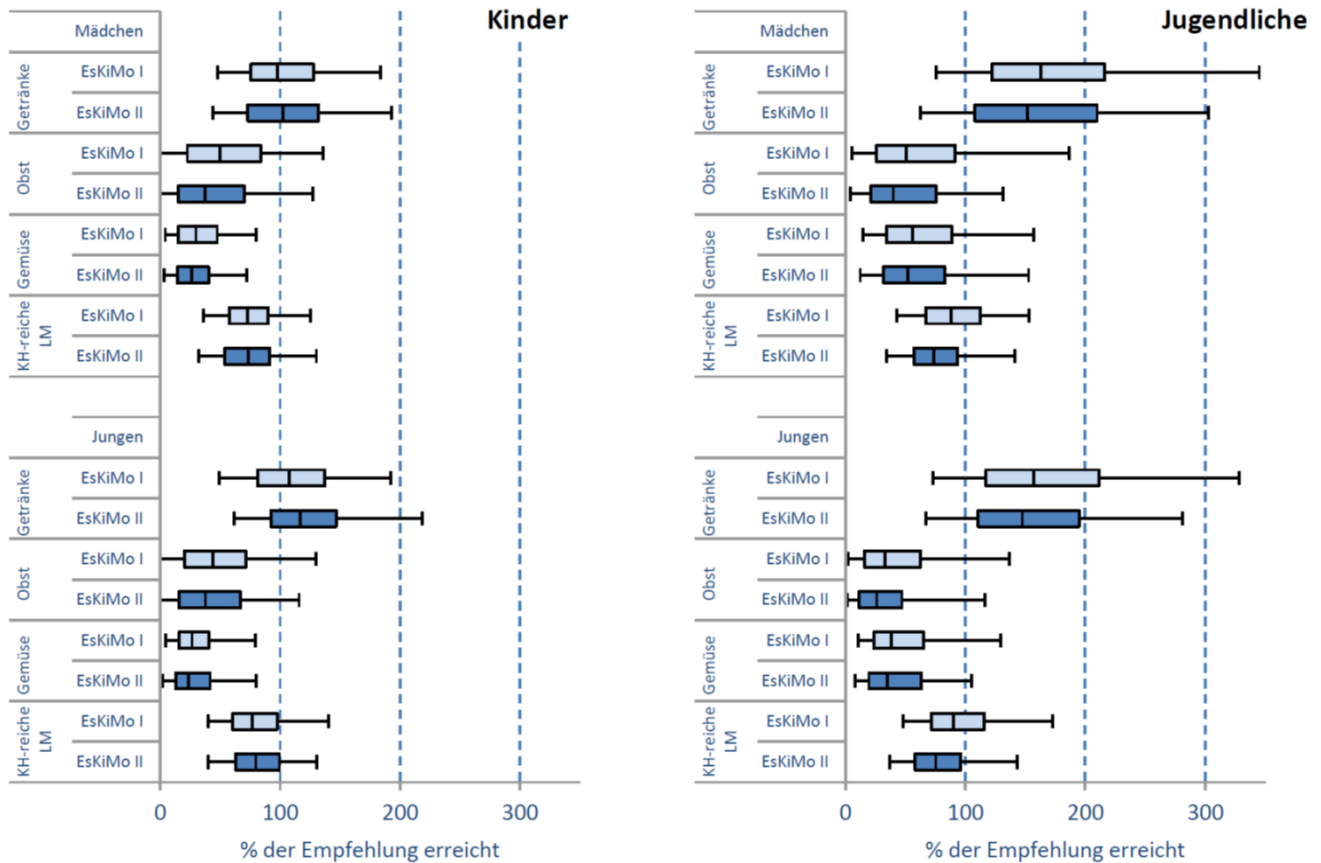 Kinder
Mädchen
Getränke
EsKiMo I
EsKiMo II
Obst
EsKiMo I
EsKiMo II
Gemüse
EsKiMo I
EsKiMo II
KH-reiche
LM
EsKiMo I
EsKiMo II
Jungen
Getränke
EsKiMo I
EsKiMo II
Obst
EsKiMo I
EsKiMo II
Gemüse
EsKiMo I
EsKiMo II
KH-reiche
LM
EsKiMo I
EsKiMo II
0 100 200 300
% der Empfehlung erreicht
Jugendliche
Mädchen
Getränke
EsKiMo I
EsKiMo II
Obst
EsKiMo I
EsKiMo II
Gemüse
EsKiMo I
EsKiMo II
KH-reiche
LM
EsKiMo I
EsKiMo II
Jungen
Getränke
EsKiMo I
EsKiMo II
Obst
EsKiMo I
EsKiMo II
Gemüse
EsKiMo I
EsKiMo II
KH-reiche
LM
EsKiMo I
EsKiMo II
0 100 200 300
% der Empfehlung erreicht